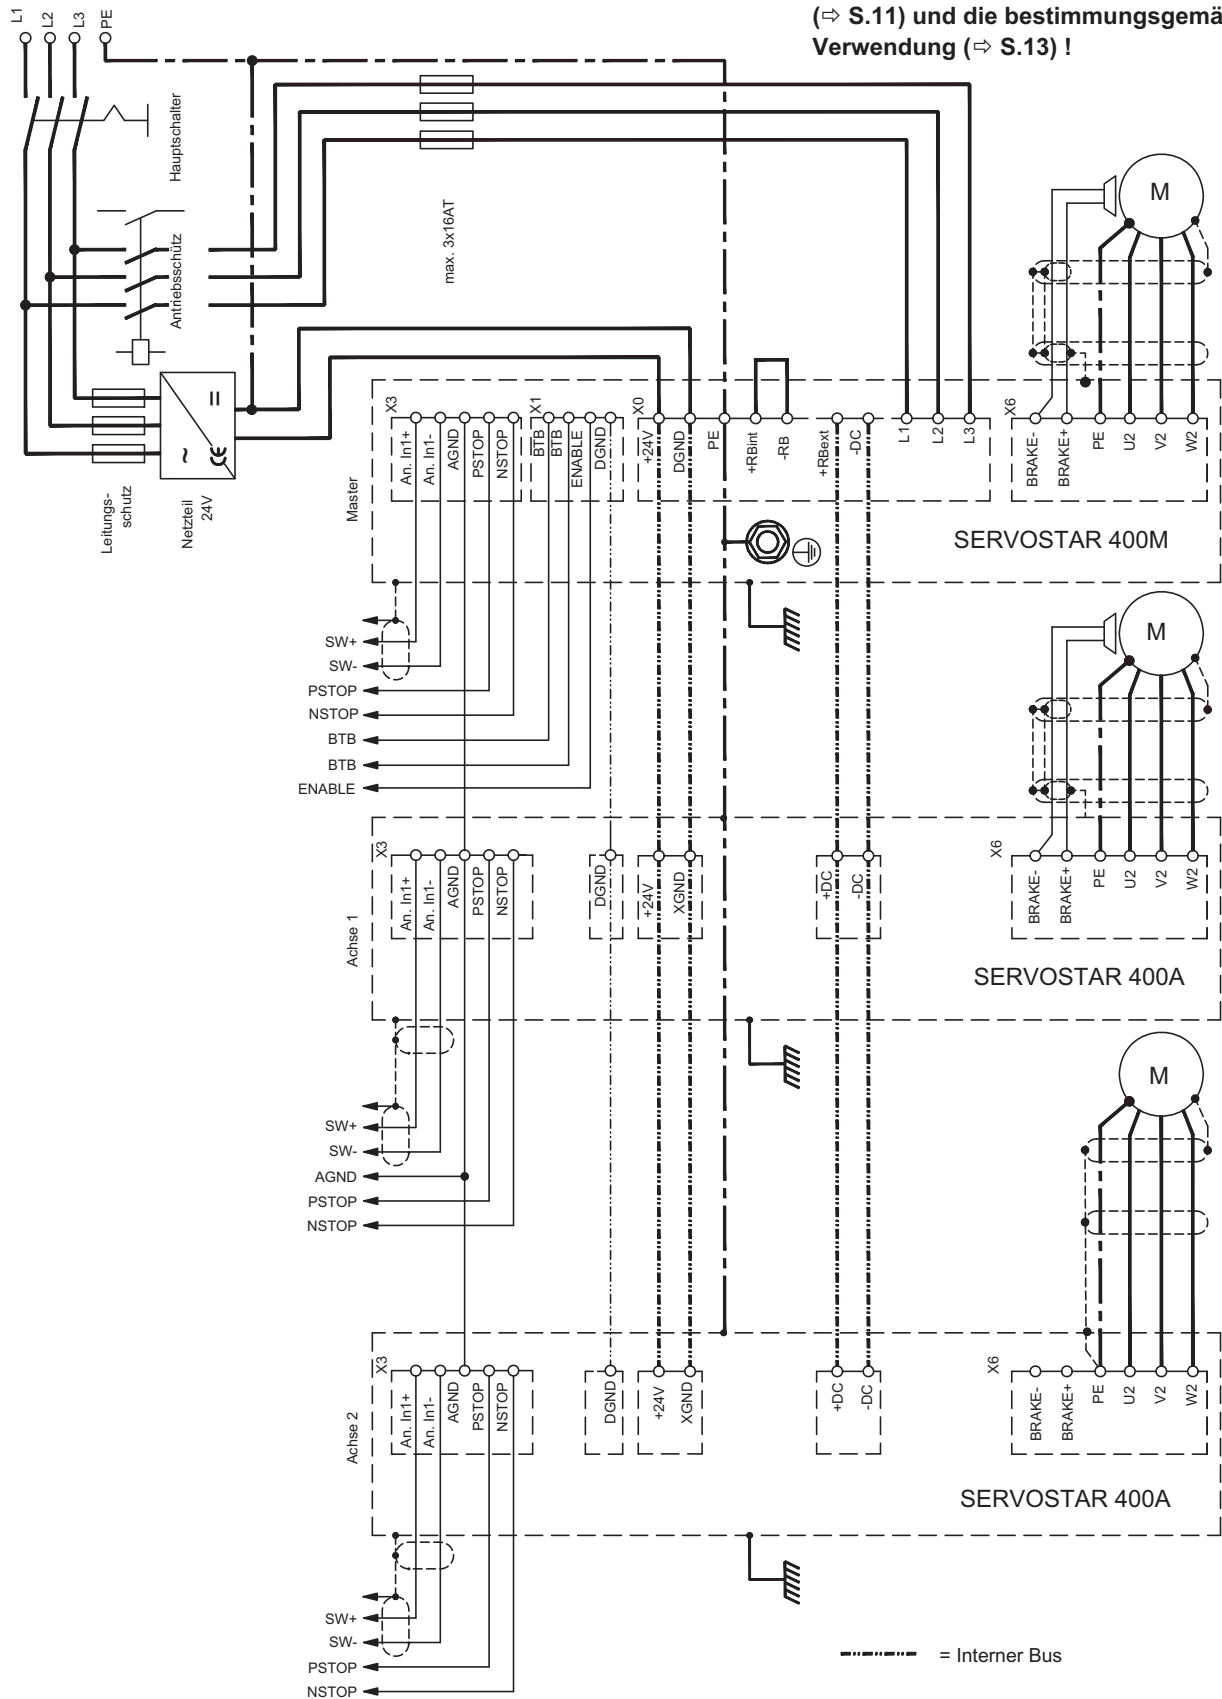 (⇨ S.11) und die bestimmungsgemä
Verwendung (⇨ S.13) !
L1
L2
L3
PE
Hauptschalter
Antriebsschütz
max. 3x16AT
Leitungs-
schutz
Netzteil
24V
=
~
CE
M
Master
X3
An. In1+
An. In1-
AGND
PSTOP
NSTOP
X1
BTB
BTB
ENABLE
DGND
X0
+24V
DGND
PE
+RBint
-RB
+RBext
-DC
L1
L2
L3
X6
BRAKE-
BRAKE+
PE
U2
V2
W2
SERVOSTAR 400M
SW+
SW-
PSTOP
NSTOP
BTB
BTB
ENABLE
M
Achse 1
X3
An. In1+
An. In1-
AGND
PSTOP
NSTOP
DGND
+24V
XGND
+DC
-DC
X6
BRAKE-
BRAKE+
PE
U2
V2
W2
SERVOSTAR 400A
SW+
SW-
AGND
PSTOP
NSTOP
M
Achse 2
X3
An. In1+
An. In1-
AGND
PSTOP
NSTOP
DGND
+24V
XGND
+DC
-DC
X6
BRAKE-
BRAKE+
PE
U2
V2
W2
SERVOSTAR 400A
SW+
SW-
PSTOP
NSTOP
= Interner Bus